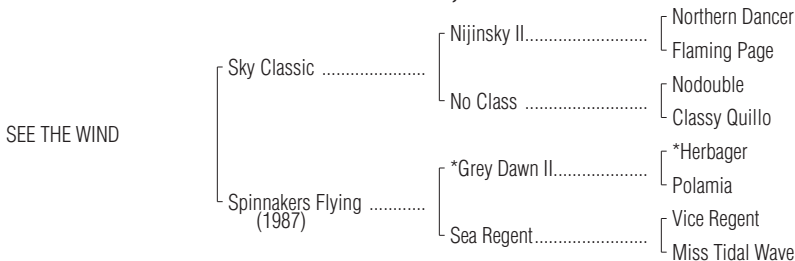 Northern Dancer
Nijinsky II..........................
Flaming Page
Sky Classic ......................
Nodouble
No Class ..........................
Classy Quillo
SEE THE WIND
*Herbager
*Grey Dawn II....................
Polamia
Spinnakers Flying ............
(1987)
Vice Regent
Sea Regent........................
Miss Tidal Wave